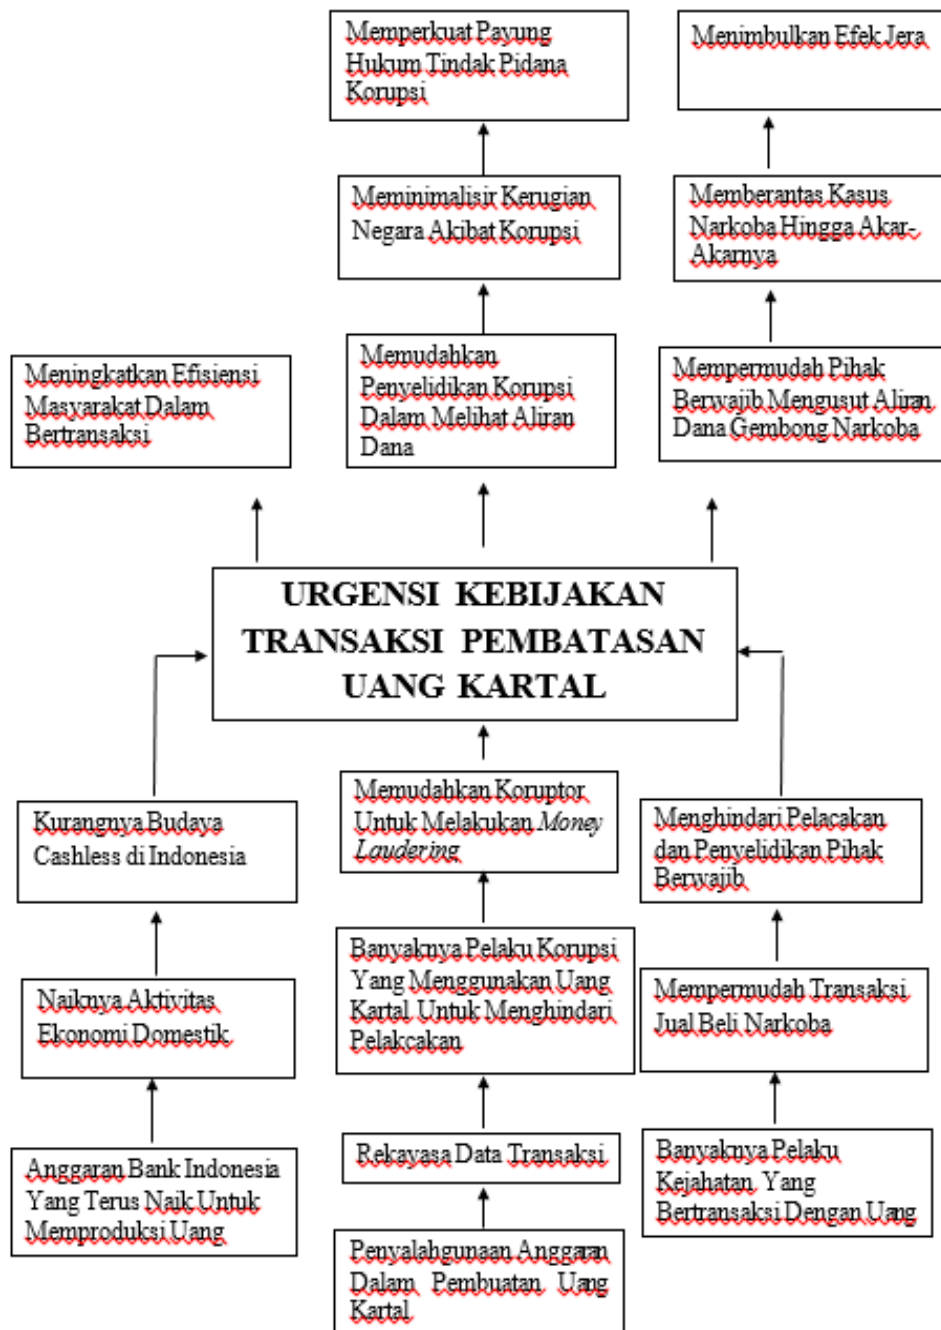 Memperkuat Payung
Hukum Tindak Pidana
Korupsi
Menimbulkan Efek Jera
Meminimalisir Kerugian
Negara Akibat Korupsi
Memberantas Kasus
Narkoba Hingga Akar-
Akarnya
Meningkatkan Efisiensi
Masyarakat Dalam
Bertransaksi
Memudahkan
Penyelidikan Korupsi
Dalam Melihat Aliran
Dana
Mempermudah Pihak
Berwajib Mengusut Aliran
Dana Gembong Narkoba
URGENSI KEBIJAKAN
TRANSAKSI PEMBATASAN
UANG KARTAL
Kurangnya Budaya
Cashless di Indonesia
Memudahkan Koruptor
Untuk Melakukan Money
Laudering
Menghindari Pelacakan
dan Penyelidikan Pihak
Berwajib
Naiknya Aktivitas
Ekonomi Domestik
Banyaknya Pelaku Korupsi
Yang Menggunakan Uang
Kartal Untuk Menghindari
Pelakcakan
Mempermudah Transaksi
Jual Beli Narkoba
Anggaran Bank Indonesia
Yang Terus Naik Untuk
Memproduksi Uang
Rekayasa Data Transaksi
Banyaknya Pelaku
Kejahatan Yang
Bertransaksi Dengan Uang
Penyalahgunaan Anggaran
Dalam Pembuatan Uang
Kartal